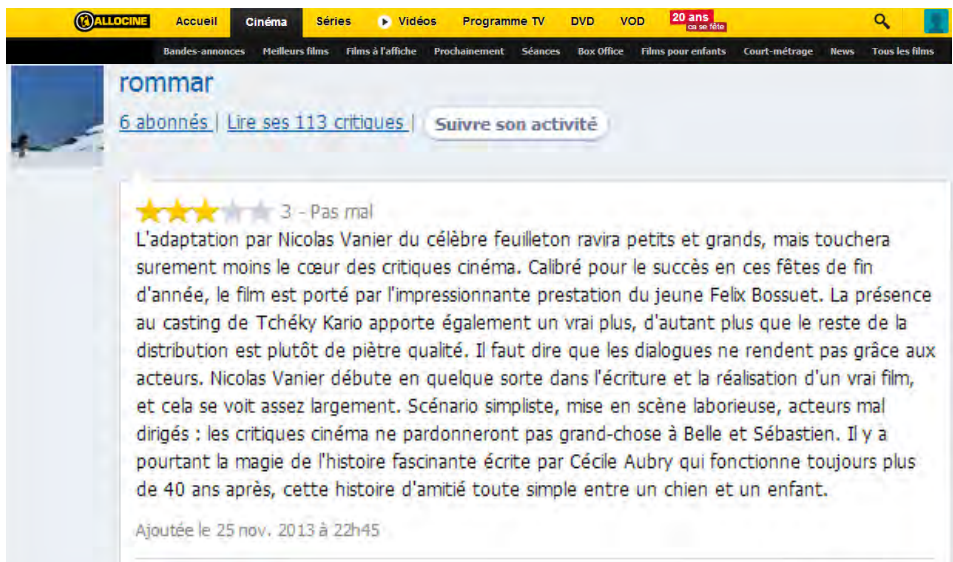 ALLOCINE Accueil Cinéma Séries Vidéos Programme TV DVD VOD 20 ans ça se fête
Bandes-annonces Meilleurs films Films à l'affiche Prochainement Séances Box Office Films pour enfants Court-métrage News Tous les films
rommar
6 abonnés | Lire ses 113 critiques | Suivre son activité
3 - Pas mal
L'adaptation par Nicolas Vanier du célèbre feuilleton ravira petits et grands, mais touchera
surement moins le cœur des critiques cinéma. Calibré pour le succès en ces fêtes de fin
d'année, le film est porté par l'impressionnante prestation du jeune Felix Bossuet. La présence
au casting de Tchéky Kario apporte également un vrai plus, d'autant plus que le reste de la
distribution est plutôt de piètre qualité. Il faut dire que les dialogues ne rendent pas grâce aux
acteurs. Nicolas Vanier débute en quelque sorte dans l'écriture et la réalisation d'un vrai film,
et cela se voit assez largement. Scénario simpliste, mise en scène laborieuse, acteurs mal
dirigés : les critiques cinéma ne pardonneront pas grand-chose à Belle et Sébastien. Il y a
pourtant la magie de l'histoire fascinante écrite par Cécile Aubry qui fonctionne toujours plus
de 40 ans après, cette histoire d'amitié toute simple entre un chien et un enfant.
Ajoutée le 25 nov. 2013 à 22h45